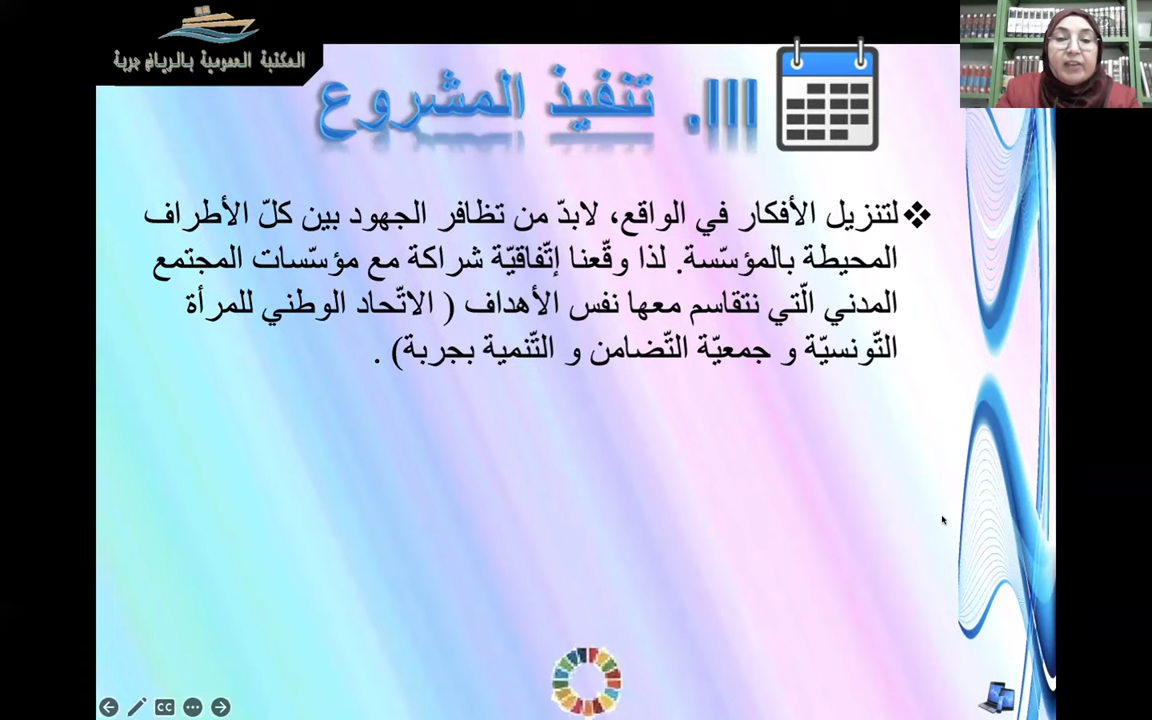 المكتبة العمومية بالرياض جربة
III. تنفيذ المشروع
❖ لتنزيل الأفكار في الواقع، لابدّ من تظافر الجهود بين كلّ الأطراف
المحيطة بالمؤسّسة. لذا وقّعنا إتّفاقيّة شراكة مع مؤسّسات المجتمع
المدني الّتي نتقاسم معها نفس الأهداف ( الاتّحاد الوطني للمرأة
التّونسيّة و جمعيّة التّضامن و التّنمية بجربة) .
CC